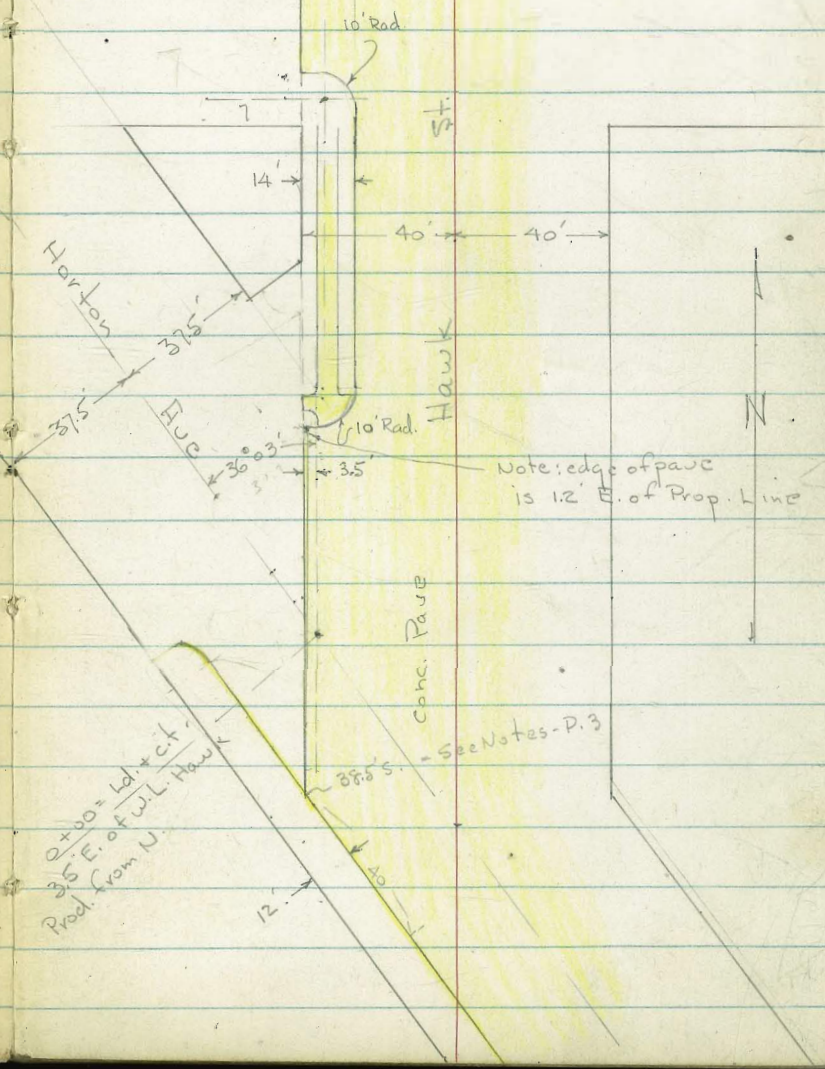 10' Rad
7
St.
14'
40' 40'
Horton
37.5'
37.5'
Hawk
Ave
10' Rad.
36° 03'
3.5'
Note: edge of pave
is 1.2' E. of Prop. Line
N
Conc. Pave
38.5' S. - See Notes - P.3
0+00 = Ld. + c.t.
3.5' E. of W.L. Hawk
Prod. from N.
40
12'